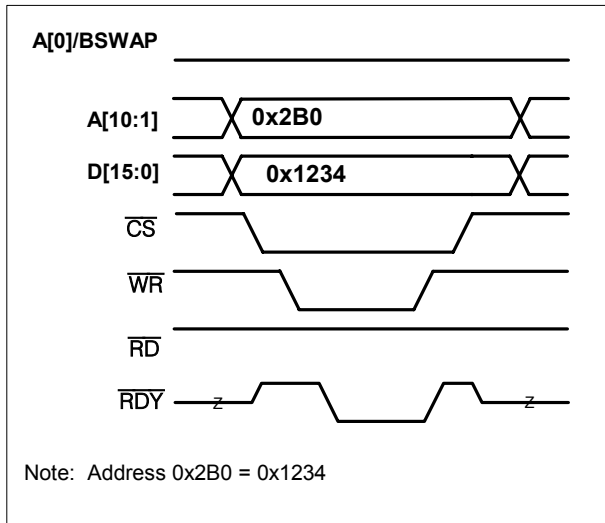 A[0]/BSWAP
A[10:1] 0x2B0
D[15:0] 0x1234
CS
WR
RD
RDY Z Z
Note: Address 0x2B0 = 0x1234